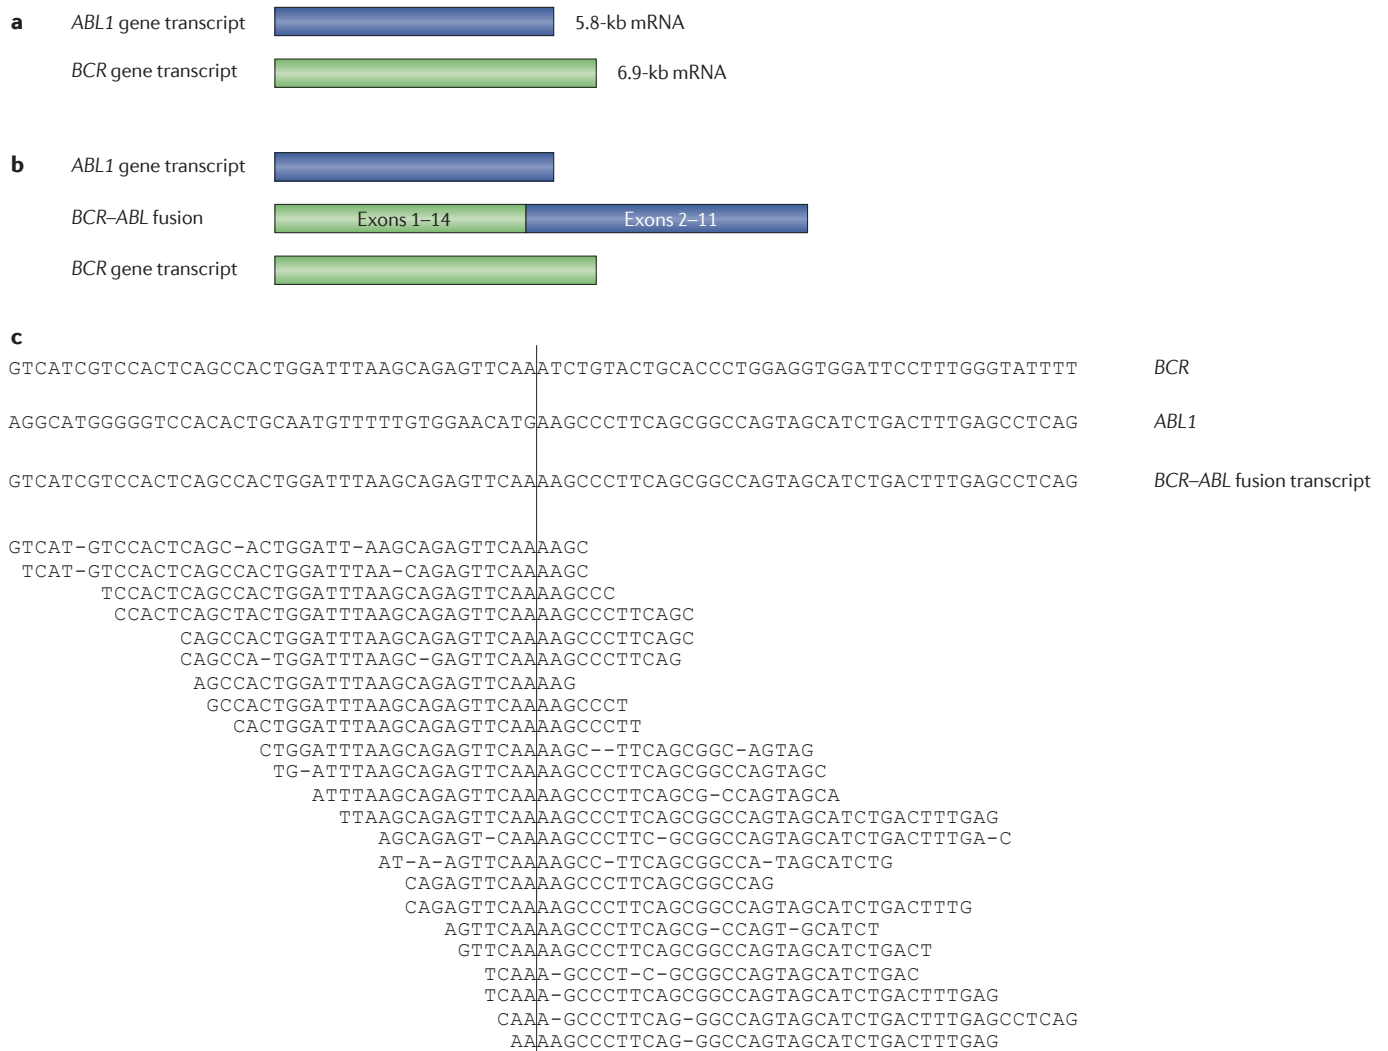 a ABL1 gene transcript 5.8-kb mRNA
BCR gene transcript 6.9-kb mRNA
b ABL1 gene transcript
BCR–ABL fusion Exons 1–14 Exons 2–11
BCR gene transcript
c
GTCATCGTCCACTCAGCCACTGGATTTAAGCAGAGTTCAAATCTGTACTGCACCCTGGAGGTGGATTCCTTTGGGTATTTT BCR
AGGCATGGGGGTCCACACTGCAATGTTTTTGTGGAACATGAAGCCCTTCAGCGGCCAGTAGCATCTGACTTTGAGCCTCAG ABL1
GTCATCGTCCACTCAGCCACTGGATTTAAGCAGAGTTCAAAAGCCCTTCAGCGGCCAGTAGCATCTGACTTTGAGCCTCAG BCR–ABL fusion transcript
GTCAT-GTCCACTCAGC-ACTGGATT-AAGCAGAGTTCAAAAGC
TCAT-GTCCACTCAGCCACTGGATTTAA-CAGAGTTCAAAAGC
TCCACTCAGCCACTGGATTTAAGCAGAGTTCAAAAGCCC
CCACTCAGCTACTGGATTTAAGCAGAGTTCAAAAGCCCTTCAGC
CAGCCACTGGATTTAAGCAGAGTTCAAAAGCCCTTCAGC
CAGCCA-TGGATTTAAGC-GAGTTCAAAAGCCCTTCAG
AGCCACTGGATTTAAGCAGAGTTCAAAAG
GCCACTGGATTTAAGCAGAGTTCAAAAGCCCT
CACTGGATTTAAGCAGAGTTCAAAAGCCCTT
CTGGATTTAAGCAGAGTTCAAAAGC--TTCAGCGGC-AGTAG
TG-ATTTAAGCAGAGTTCAAAAGCCCTTCAGCGGCCAGTAGC
ATTTAAGCAGAGTTCAAAAGCCCTTCAGCG-CCAGTAGCA
TTAAGCAGAGTTCAAAAGCCCTTCAGCGGCCAGTAGCATCTGACTTTGAG
AGCAGAGT-CAAAAGCCCTTC-GCGGCCAGTAGCATCTGACTTTGA-C
AT-A-AGTTCAAAAGCC-TTCAGCGGCCA-TAGCATCTG
CAGAGTTCAAAAGCCCTTCAGCGGCCAG
CAGAGTTCAAAAGCCCTTCAGCGGCCAGTAGCATCTGACTTTG
AGTTCAAAAGCCCTTCAGCG-CCAGT-GCATCT
GTTCAAAAGCCCTTCAGCGGCCAGTAGCATCTGACT
TCAAA-GCCCT-C-GCGGCCAGTAGCATCTGAC
TCAAA-GCCCTTCAGCGGCCAGTAGCATCTGACTTTGAG
CAAA-GCCCTTCAG-GGCCAGTAGCATCTGACTTTGAGCCTCAG
AAAAGCCCTTCAG-GGCCAGTAGCATCTGACTTTGAG